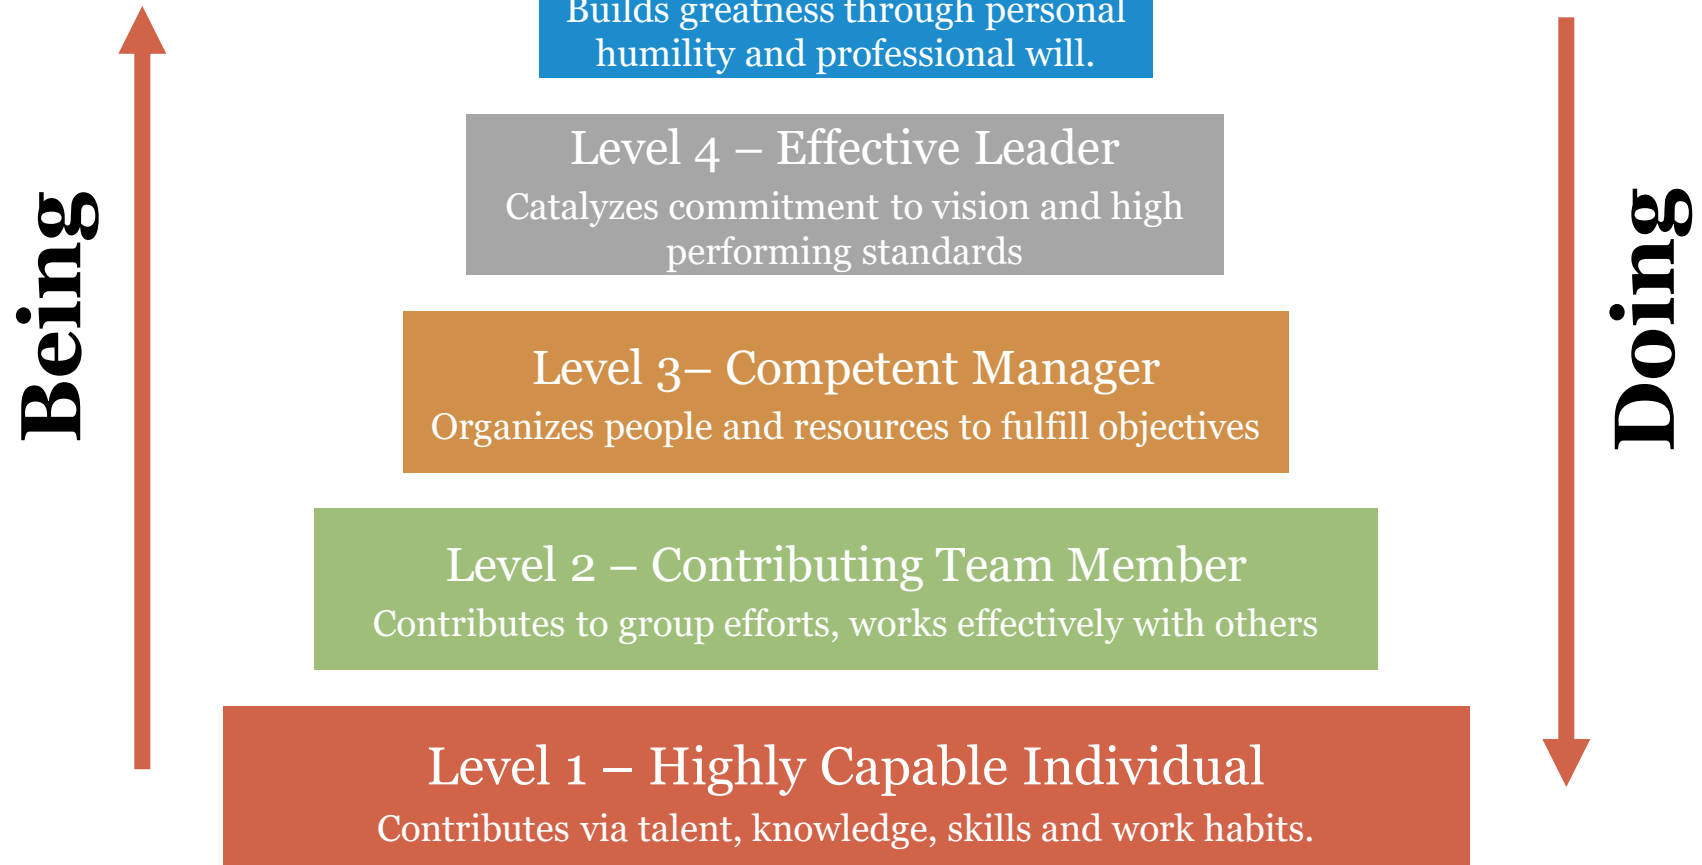 Builds greatness through personal
humility and professional will.
Level 4 – Effective Leader
Catalyzes commitment to vision and high
performing standards
Being
Doing
Level 3– Competent Manager
Organizes people and resources to fulfill objectives
Level 2 – Contributing Team Member
Contributes to group efforts, works effectively with others
Level 1 – Highly Capable Individual
Contributes via talent, knowledge, skills and work habits.